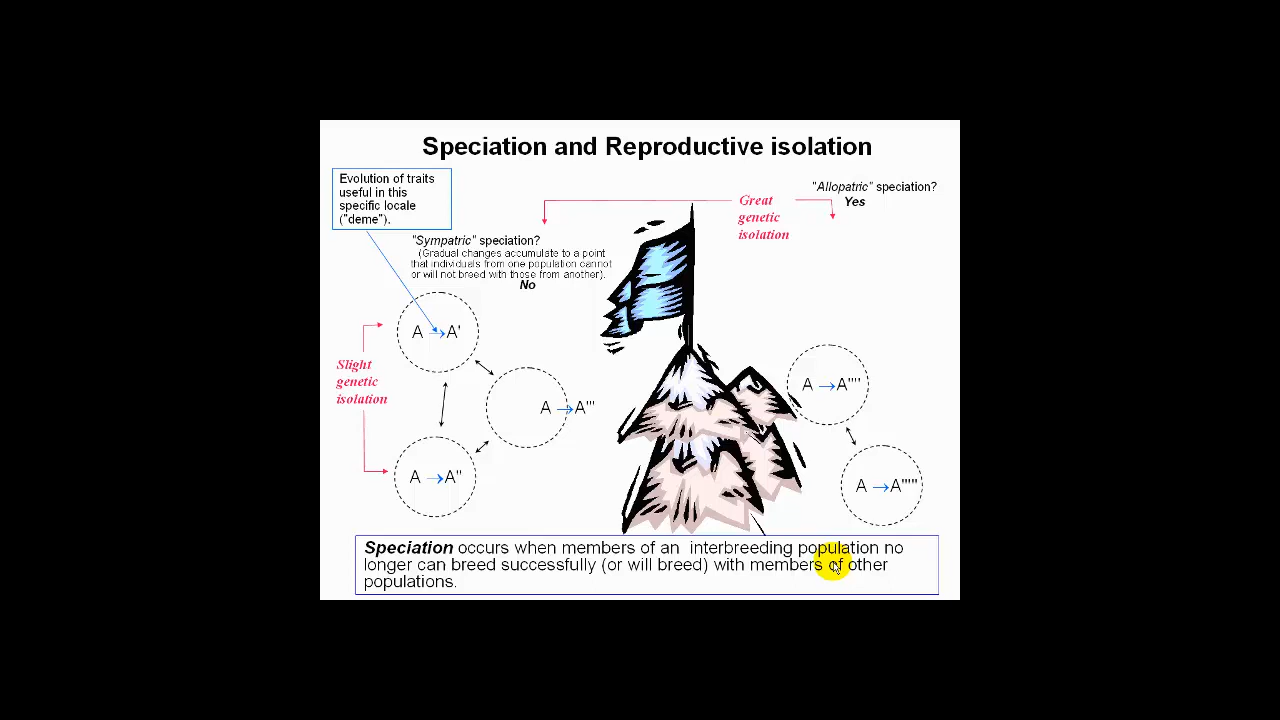 Speciation and Reproductive isolation
Evolution of traits
useful in this
specific locale
("deme").
"Allopatric" speciation?
Yes
Great
genetic
isolation
"Sympatric" speciation?
(Gradual changes accumulate to a point
that individuals from one population cannot
or will not breed with those from another).
No
A →A'
Slight
genetic
isolation
A →A'''
A →A''
A →A''''
A →A'''''
Speciation occurs when members of an interbreeding population no
longer can breed successfully (or will breed) with members of other
populations.